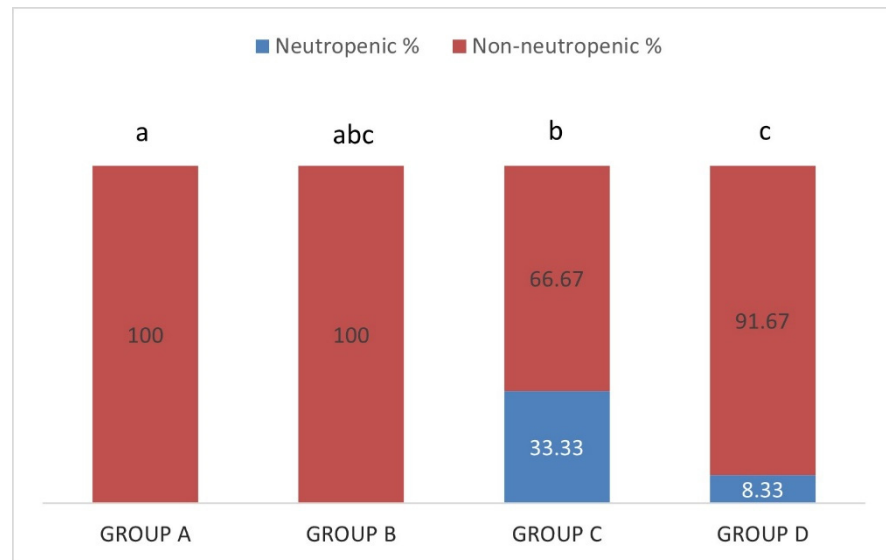 Neutropenic % Non-neutropenic %
a abc b c
66.67
100 100 91.67
33.33
8.33
GROUP A GROUP B GROUP C GROUP D